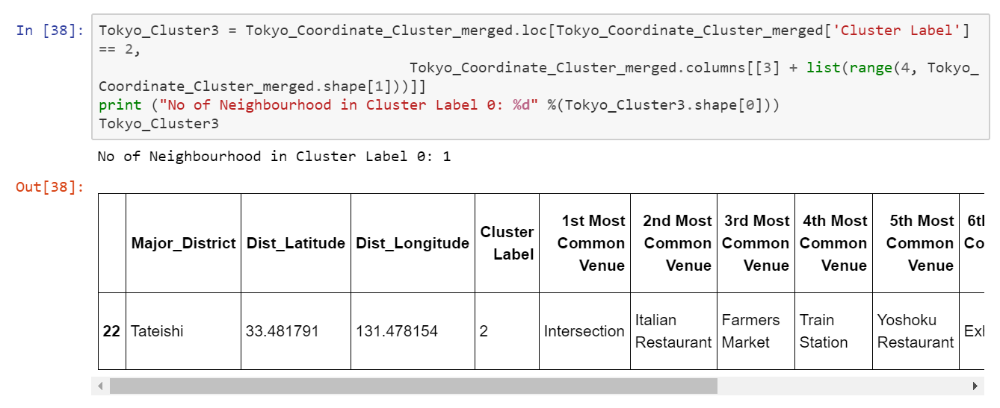 In [38]: Tokyo_Cluster3 = Tokyo_Coordinate_Cluster_merged.loc[Tokyo_Coordinate_Cluster_merged['Cluster Label']
== 2,
Tokyo_Coordinate_Cluster_merged.columns[[3] + list(range(4, Tokyo_
Coordinate_Cluster_merged.shape[1]))]]
print ("No of Neighbourhood in Cluster Label 0: %d" %(Tokyo_Cluster3.shape[0]))
Tokyo_Cluster3
No of Neighbourhood in Cluster Label 0: 1
Out[38]:
Major_District Dist_Latitude Dist_Longitude Cluster Label 1st Most Common Venue 2nd Most Common Venue 3rd Most Common Venue 4th Most Common Venue 5th Most Common Venue
22 Tateishi 33.481791 131.478154 2 Intersection Italian Restaurant Farmers Market Train Station Yoshoku Restaurant